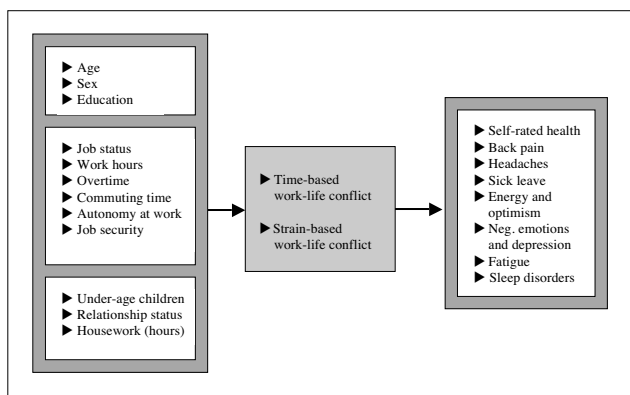 ▶ Age
▶ Sex
▶ Education
▶ Job status
▶ Work hours
▶ Overtime
▶ Commuting time
▶ Autonomy at work
▶ Job security
▶ Under-age children
▶ Relationship status
▶ Housework (hours)
▶ Time-based
work-life conflict
▶ Strain-based
work-life conflict
▶ Self-rated health
▶ Back pain
▶ Headaches
▶ Sick leave
▶ Energy and
optimism
▶ Neg. emotions
and depression
▶ Fatigue
▶ Sleep disorders